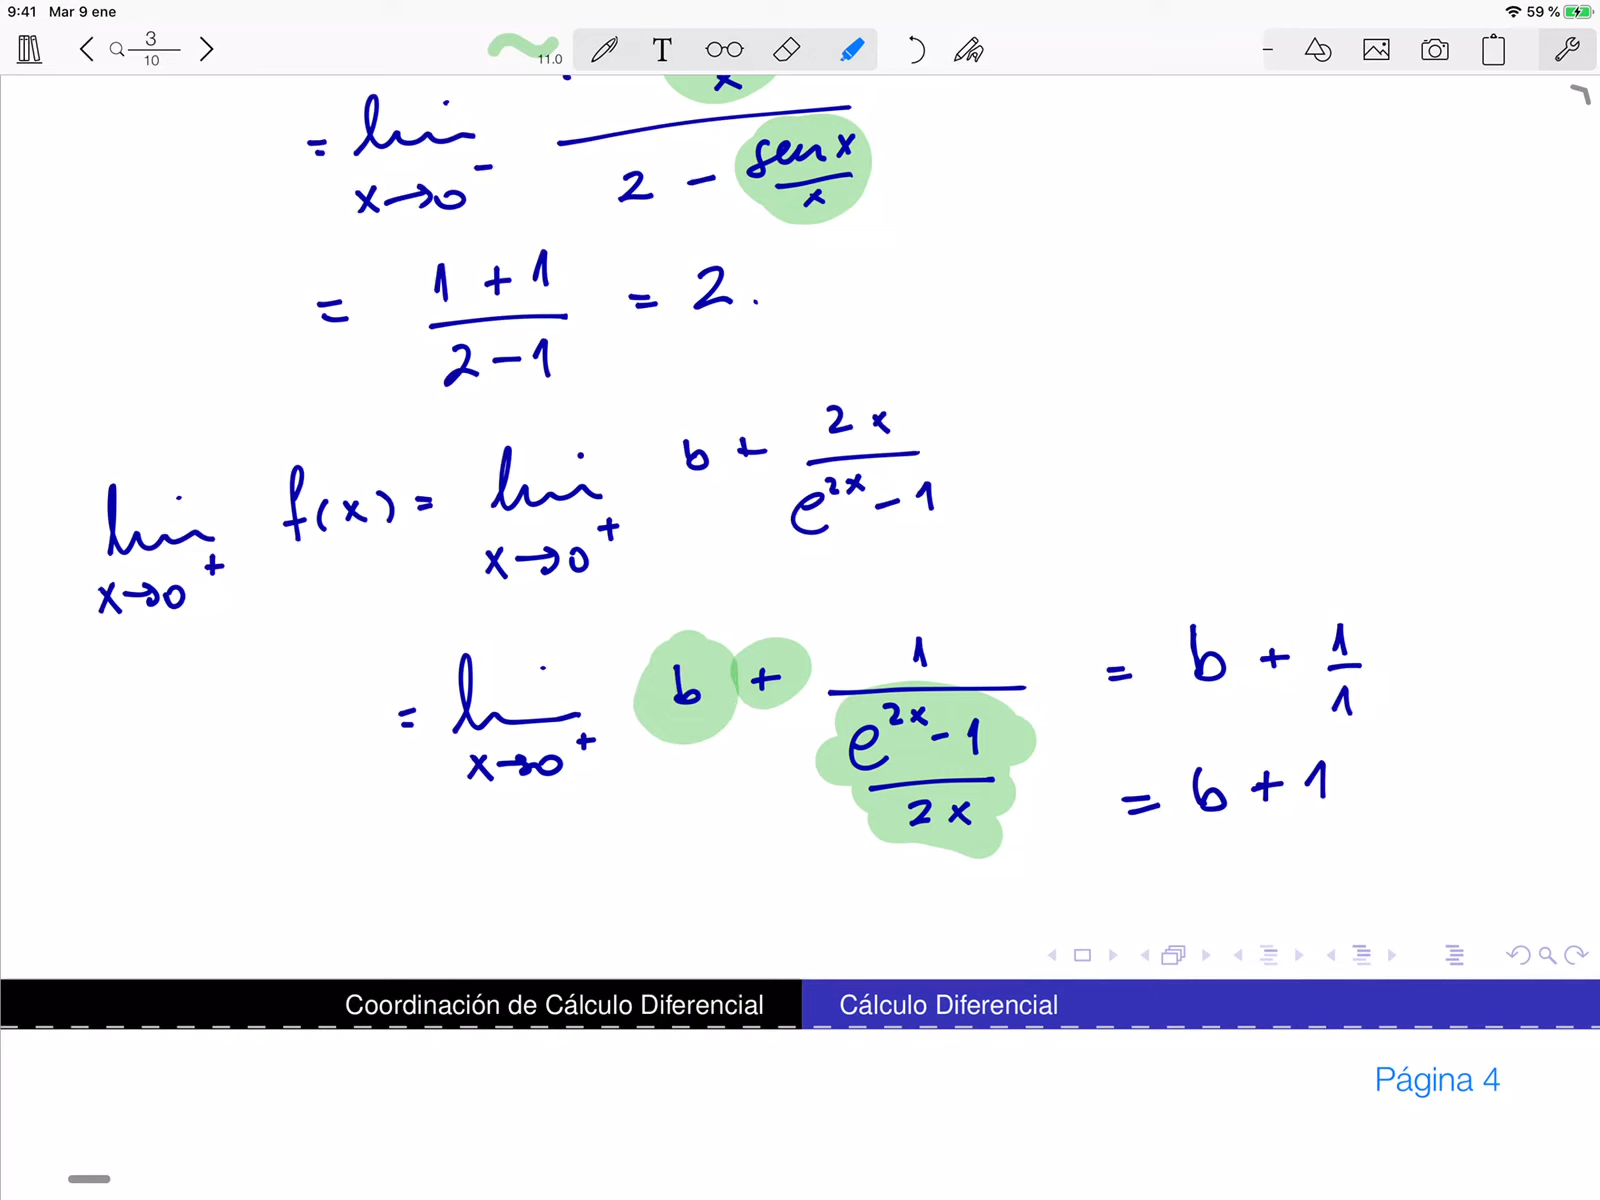 9:41 Mar 9 ene 59 %
3
10
11.0
T
x
= lim 2 - sen x / x
x→0⁻
= 1 + 1 / 2 - 1 = 2.
lim f(x) = lim b + 2x / e^2x - 1
x→0⁺ x→0⁺
= lim b + 1 / (e^2x - 1 / 2x) = b + 1/1
x→0⁺
= b + 1
Coordinación de Cálculo Diferencial Cálculo Diferencial
Página 4